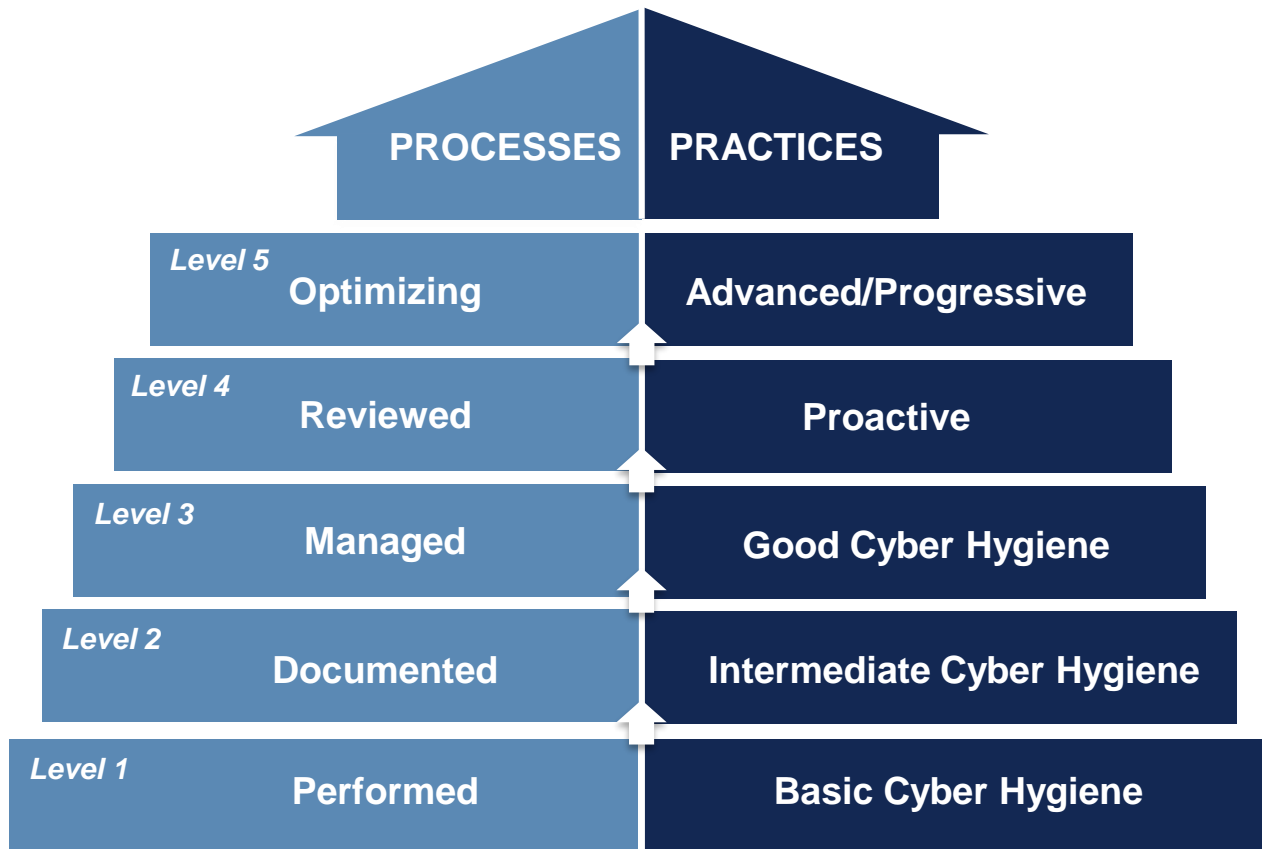 PROCESSES PRACTICES
Level 5
Optimizing Advanced/Progressive
Level 4
Reviewed Proactive
Level 3
Managed Good Cyber Hygiene
Level 2
Documented Intermediate Cyber Hygiene
Level 1
Performed Basic Cyber Hygiene